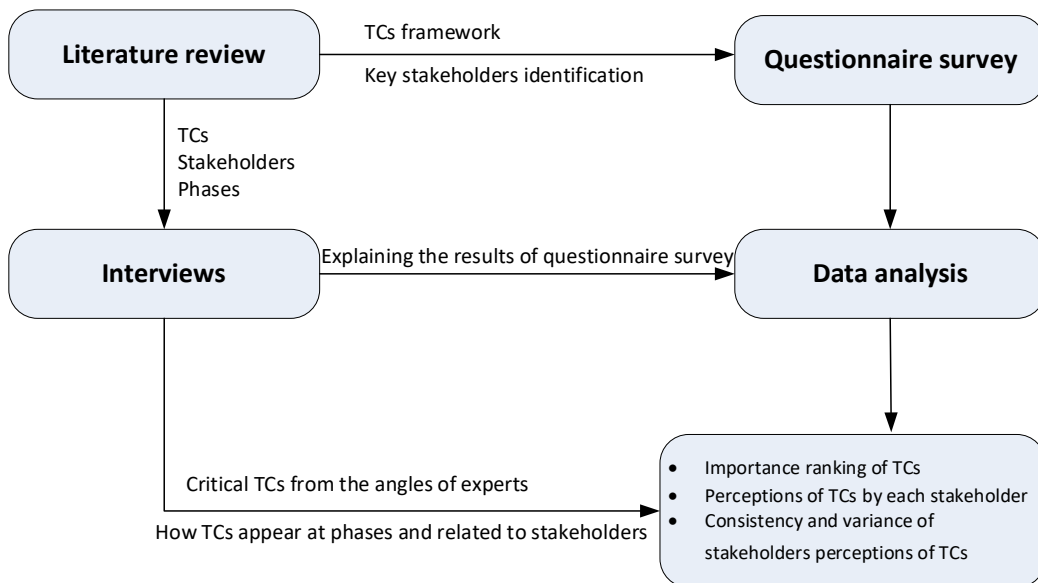 Literature review
TCs framework
Key stakeholders identification
Questionnaire survey
TCs
Stakeholders
Phases
Interviews
Explaining the results of questionnaire survey
Data analysis
Critical TCs from the angles of experts
How TCs appear at phases and related to stakeholders
• Importance ranking of TCs
• Perceptions of TCs by each stakeholder
• Consistency and variance of
stakeholders perceptions of TCs